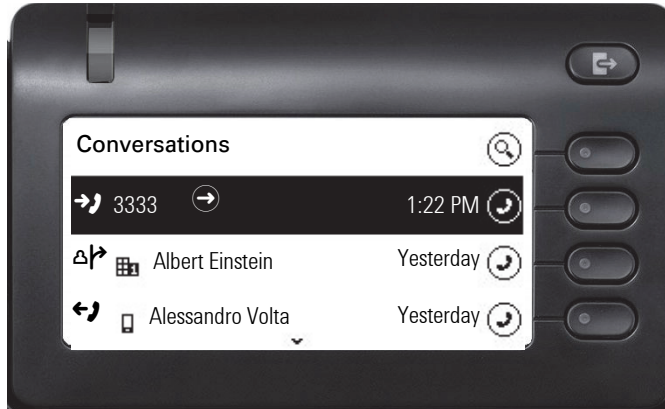 Conversations
3333 1:22 PM
Albert Einstein Yesterday
Alessandro Volta Yesterday